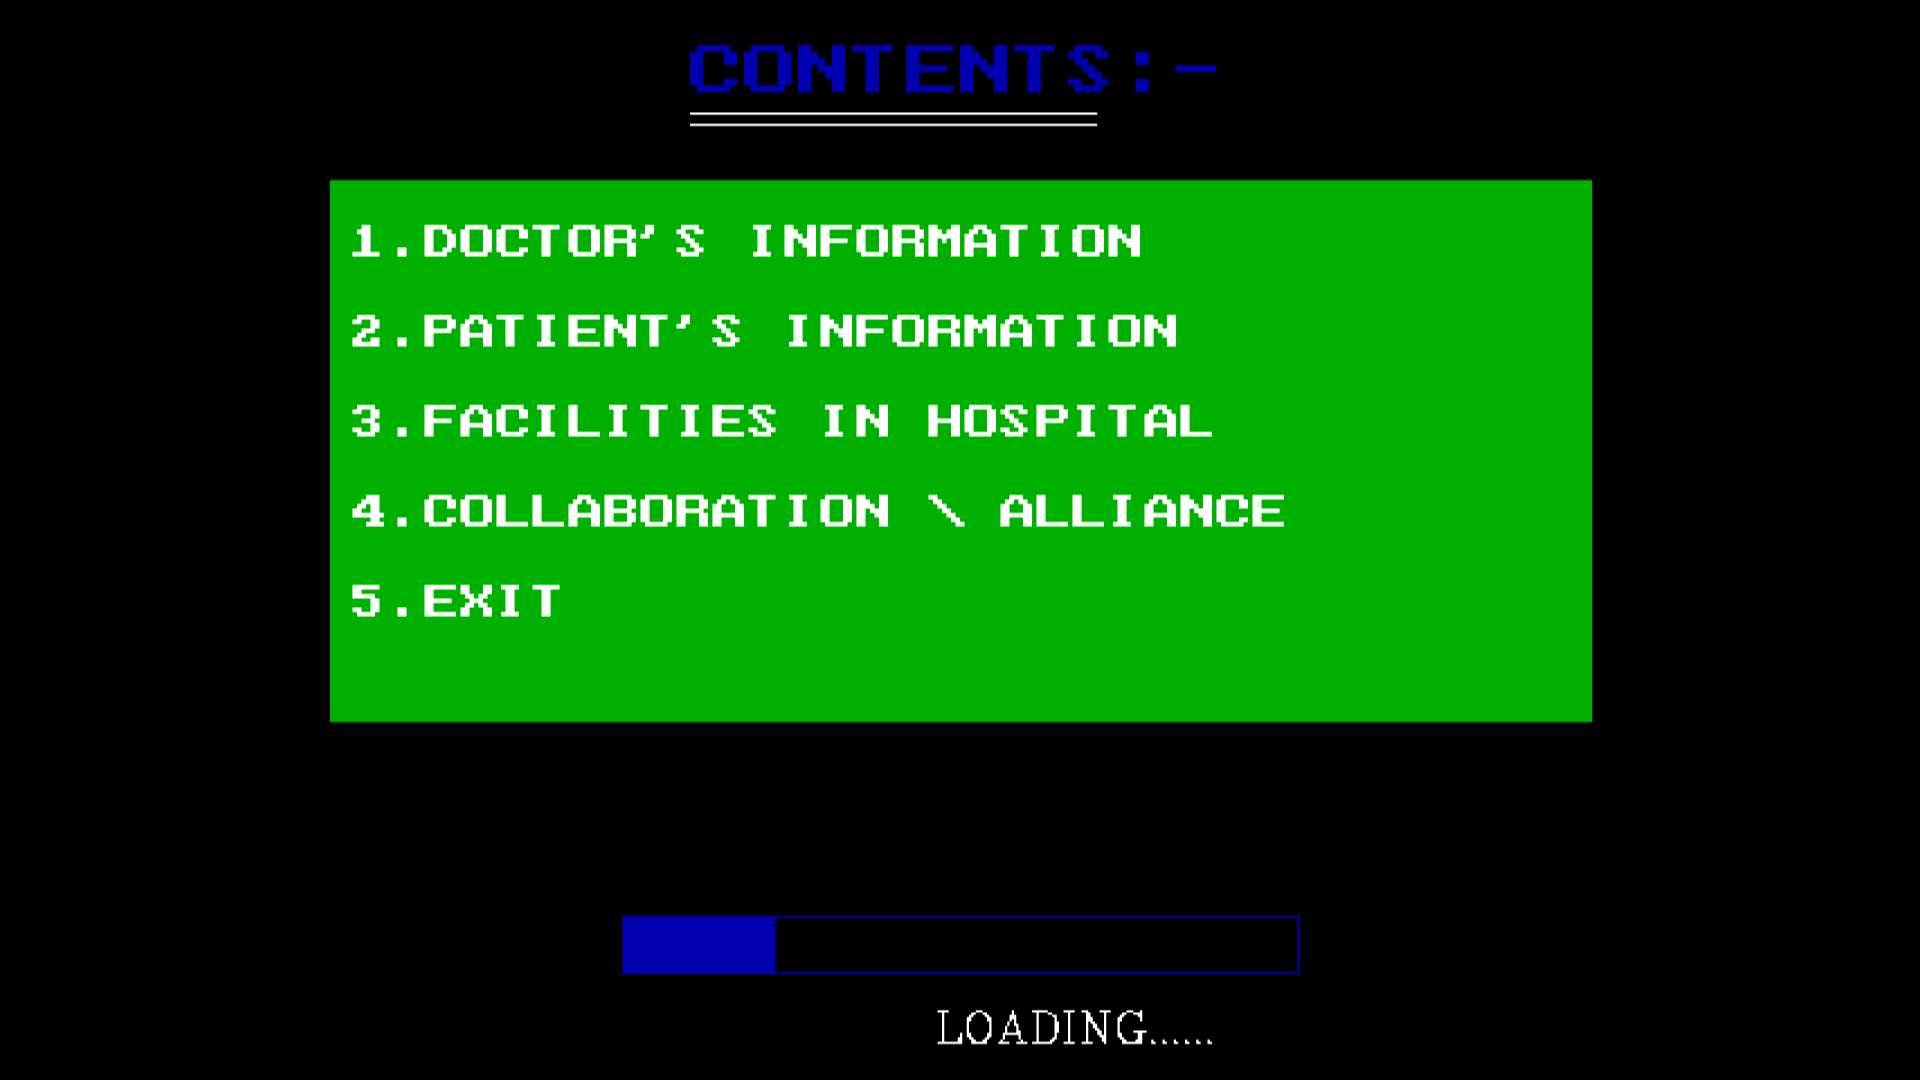 CONTENTS:-
1.DOCTOR'S INFORMATION
2.PATIENT'S INFORMATION
3.FACILITIES IN HOSPITAL
4.COLLABORATION \ ALLIANCE
5.EXIT
LOADING......